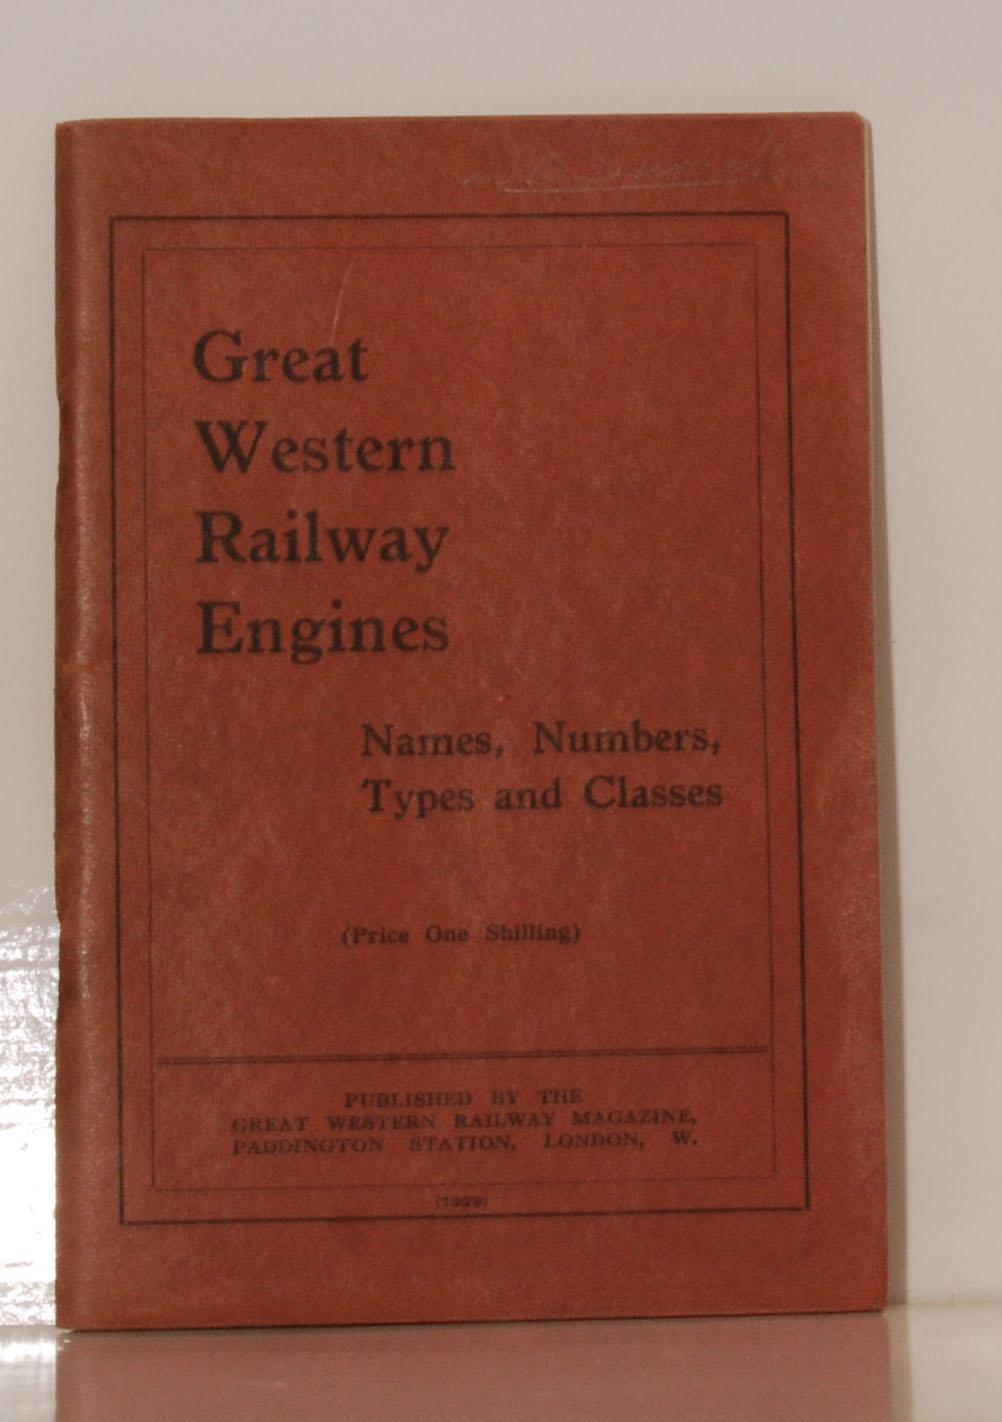 Great
Western
Railway
Engines
Names, Numbers,
Types and Classes
(Price One Shilling)
PUBLISHED BY THE
GREAT WESTERN RAILWAY MAGAZINE,
PADDINGTON STATION, LONDON, W.
(1929)